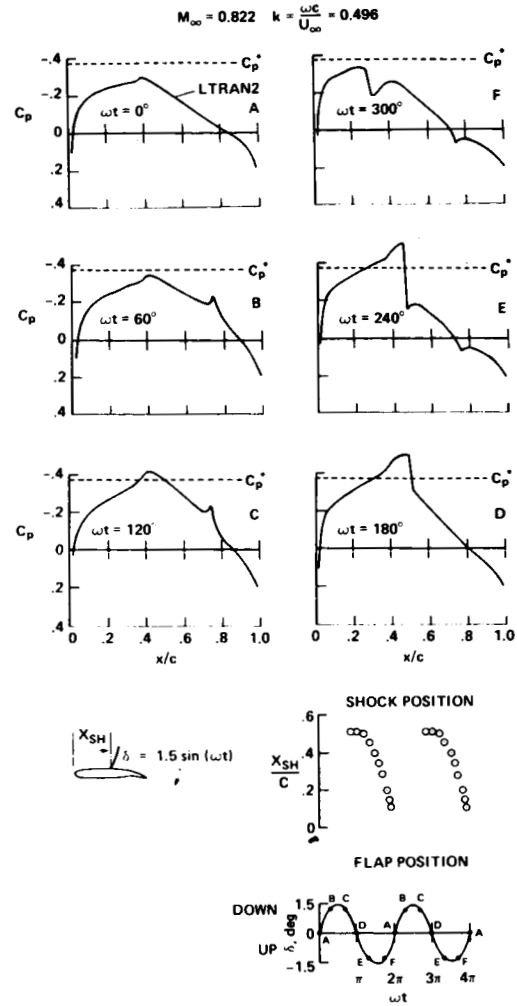 M∞ = 0.822 k = ωc/U∞ = 0.496
-.4 -.2 0 .2 .4
Cp
Cp*
LTRAN2
A
ωt = 0°
Cp*
F
ωt = 300°
-.4 -.2 0 .2 .4
Cp
Cp*
B
ωt = 60°
Cp*
E
ωt = 240°
-.4 -.2 0 .2 .4
Cp
Cp*
C
ωt = 120°
0 .2 .4 .6 .8 1.0
x/c
Cp*
D
ωt = 180°
0 .2 .4 .6 .8 1.0
x/c
XSH
δ = 1.5 sin (ωt)
SHOCK POSITION
XSH/C
.6 .4 .2 0
FLAP POSITION
DOWN
UP
δ, deg
1.5 0 -1.5
A B C D E F A B C D E F A
π 2π 3π 4π
ωt